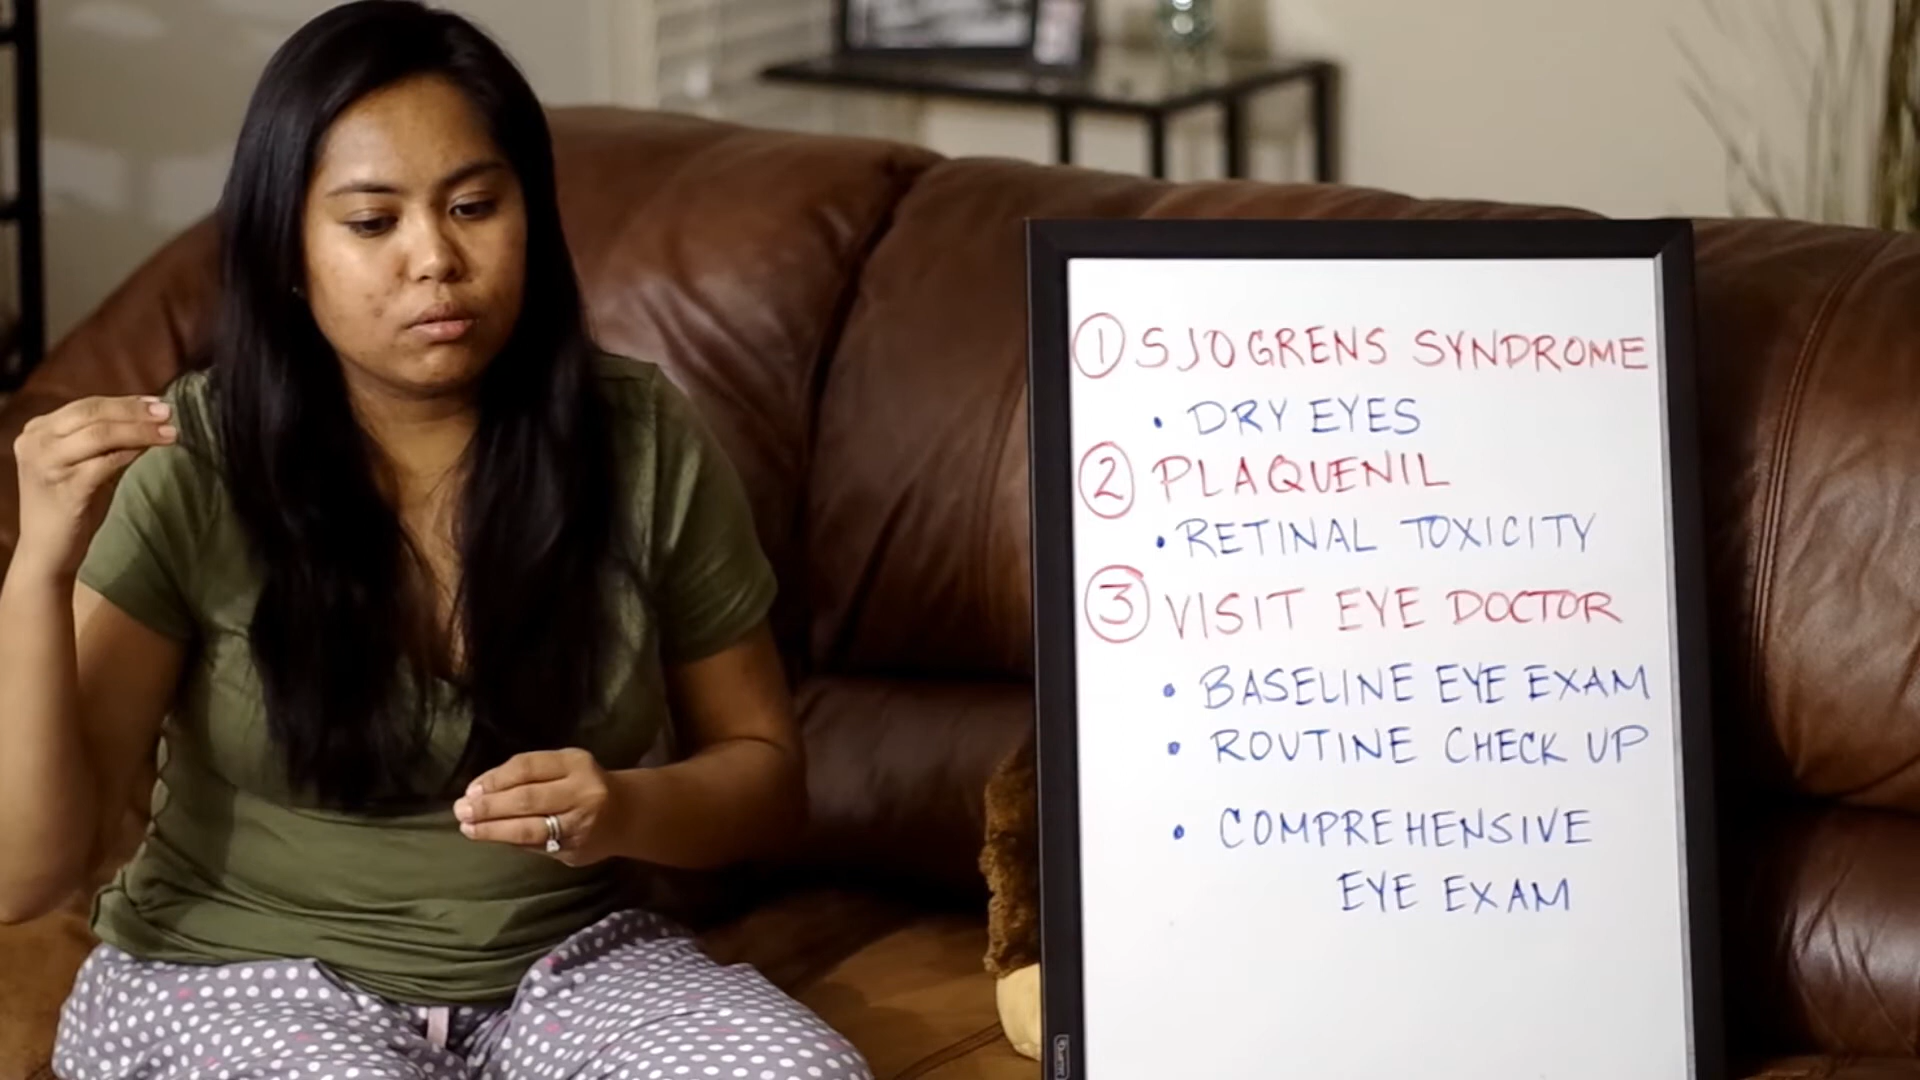 ① SJOGRENS SYNDROME
• DRY EYES
② PLAQUENIL
• RETINAL TOXICITY
③ VISIT EYE DOCTOR
• BASELINE EYE EXAM
• ROUTINE CHECK UP
• COMPREHENSIVE
EYE EXAM